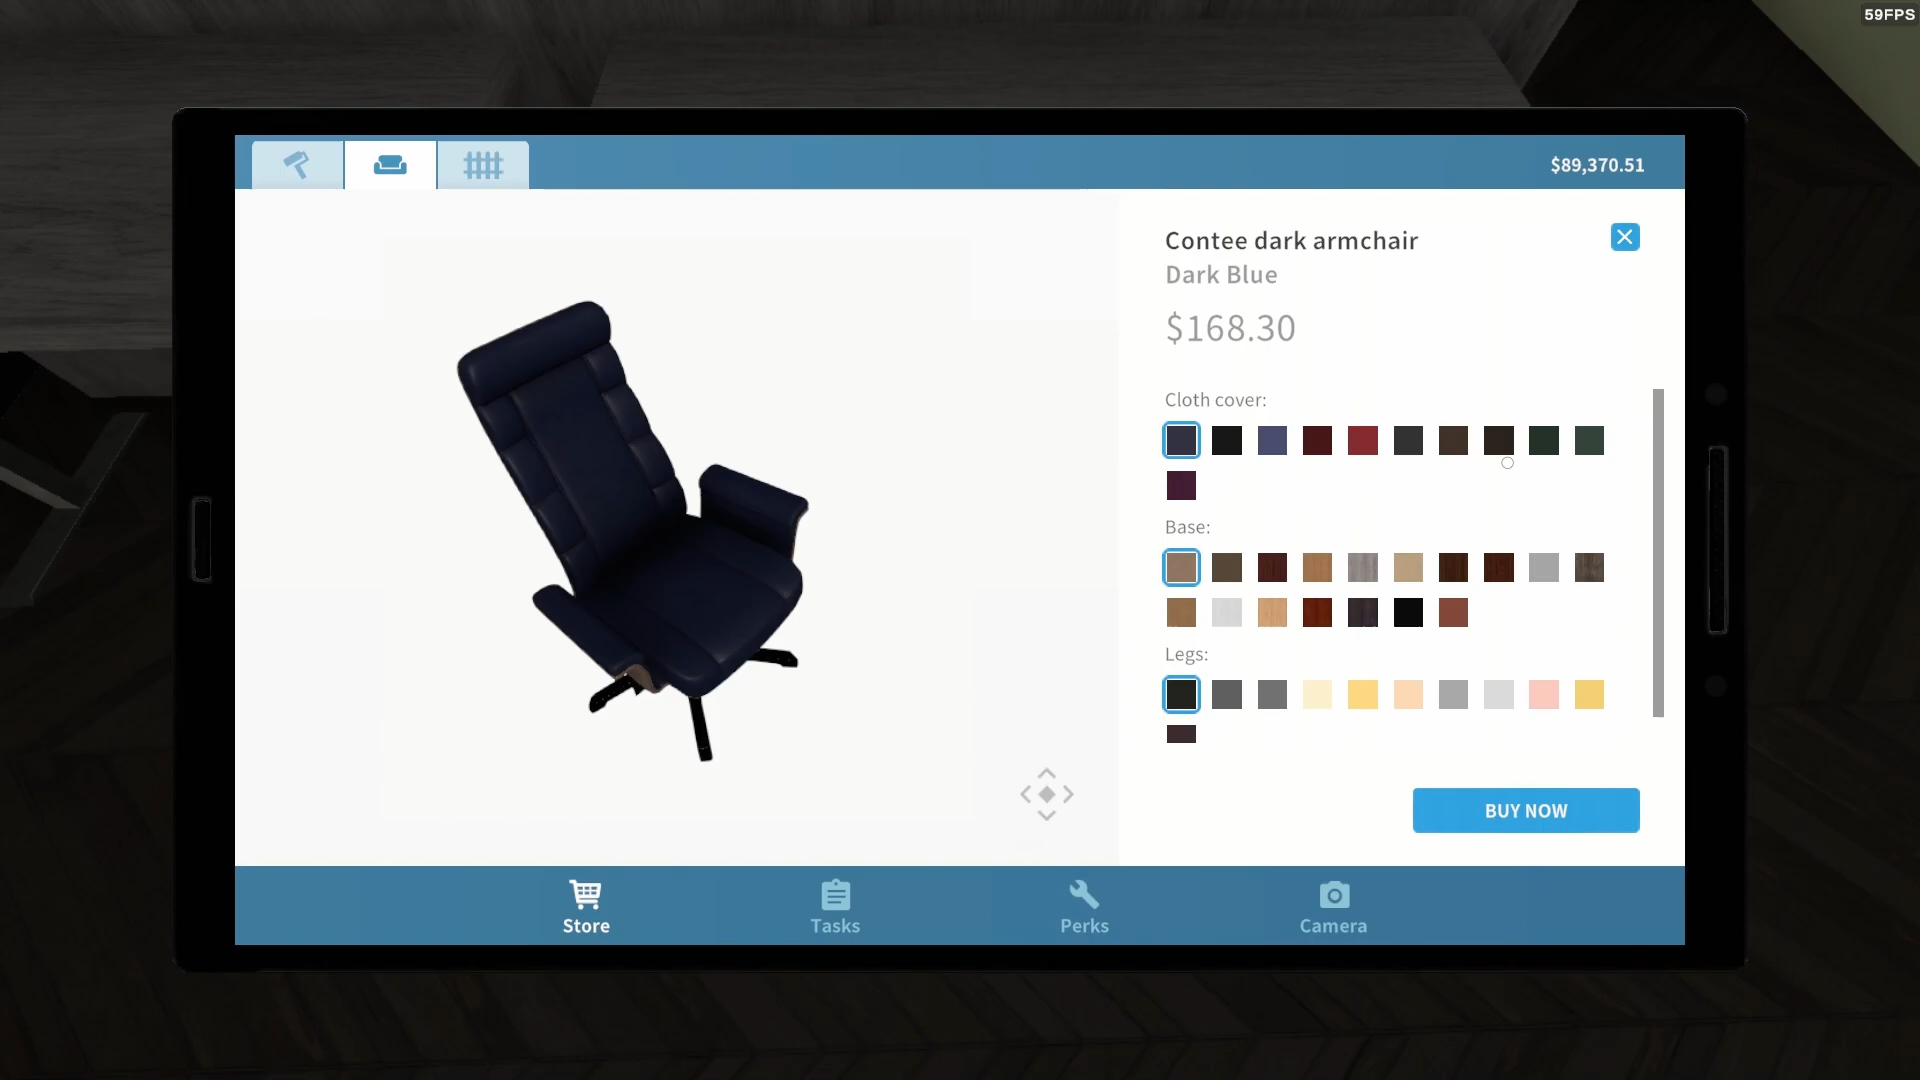 59FPS
$89,370.51
Contee dark armchair
Dark Blue
$168.30
Cloth cover:
Base:
Legs:
BUY NOW
Store
Tasks
Perks
Camera